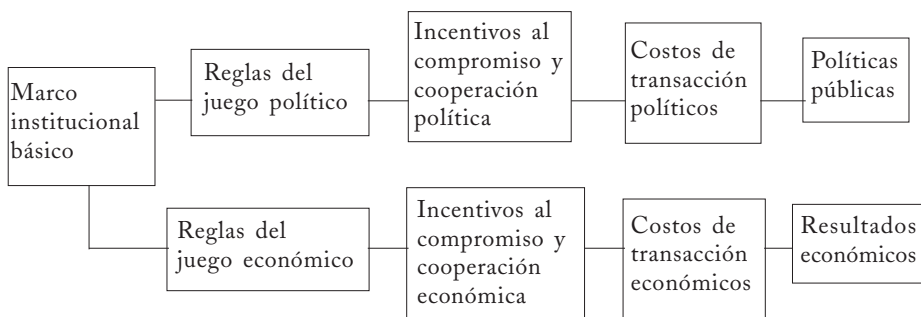 Marco
institucional
básico
Reglas del
juego político
Incentivos al
compromiso y
cooperación
política
Costos de
transacción
políticos
Políticas
públicas
Reglas del
juego económico
Incentivos al
compromiso y
cooperación
económica
Costos de
transacción
económicos
Resultados
económicos